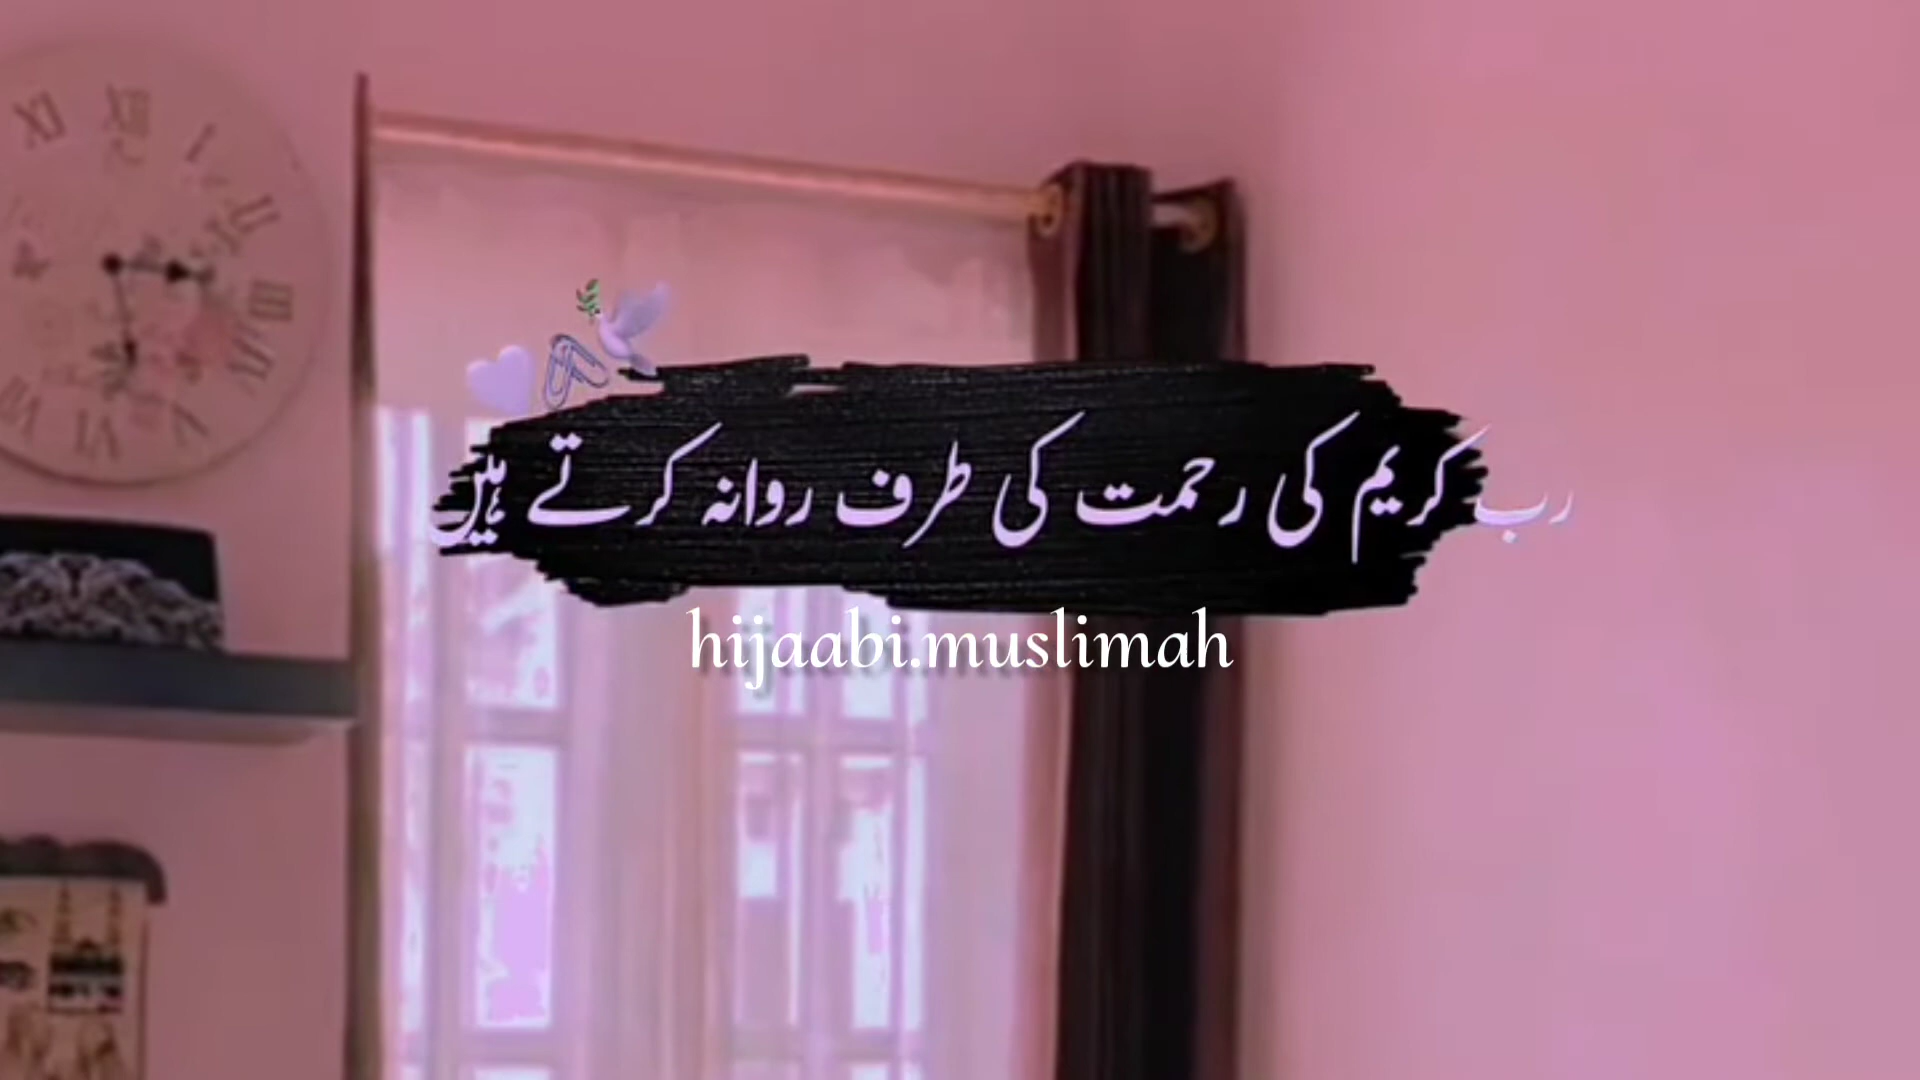 رب کریم کی رحمت کی طرف روانہ کرتے ہیں
hijaabi.muslimah